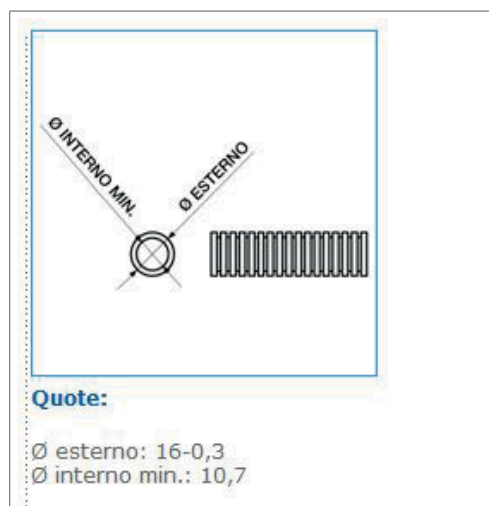 Ø INTERNO MIN.
Ø ESTERNO
Quote:
Ø esterno: 16-0,3
Ø interno min.: 10,7